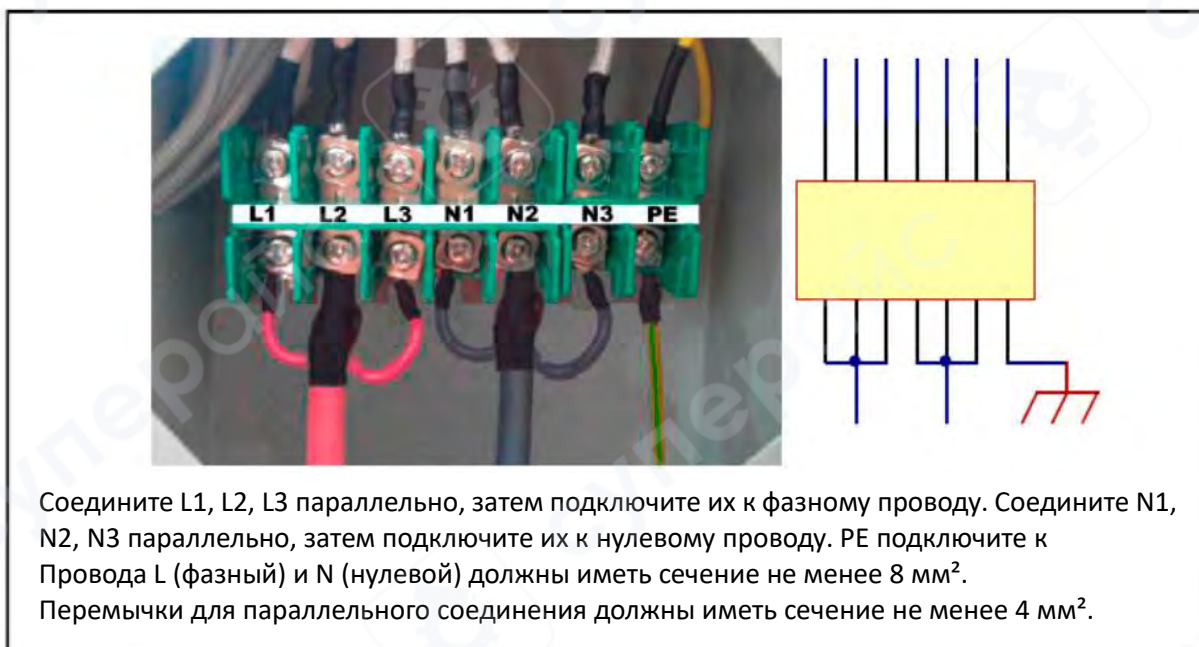 L1 L2 L3 N1 N2 N3 PE
Соедините L1, L2, L3 параллельно, затем подключите их к фазному проводу. Соедините N1,
N2, N3 параллельно, затем подключите их к нулевому проводу. PE подключите к
Провода L (фазный) и N (нулевой) должны иметь сечение не менее 8 мм².
Перемычки для параллельного соединения должны иметь сечение не менее 4 мм².